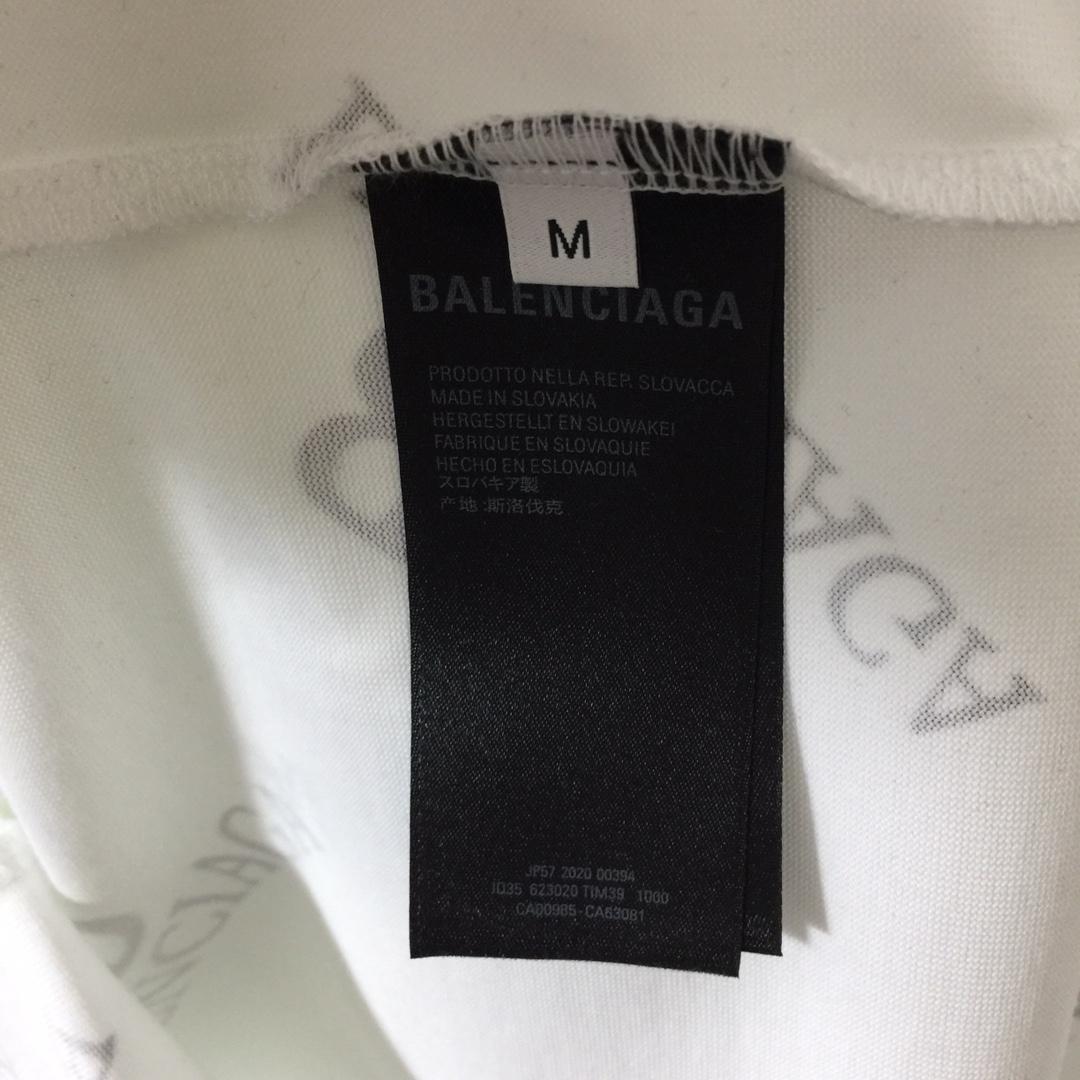 M
BALENCIAGA
PRODOTTO NELLA REP. SLOVACCA
MADE IN SLOVAKIA
HERGESTELLT EN SLOWAKEI
FABRIQUE EN SLOVAQUIE
HECHO EN ESLOVAQUIA
スロバキア製
产地:斯洛伐克
JP57 2020 00394
623020 TIM39 1000
CA00985-CA63081